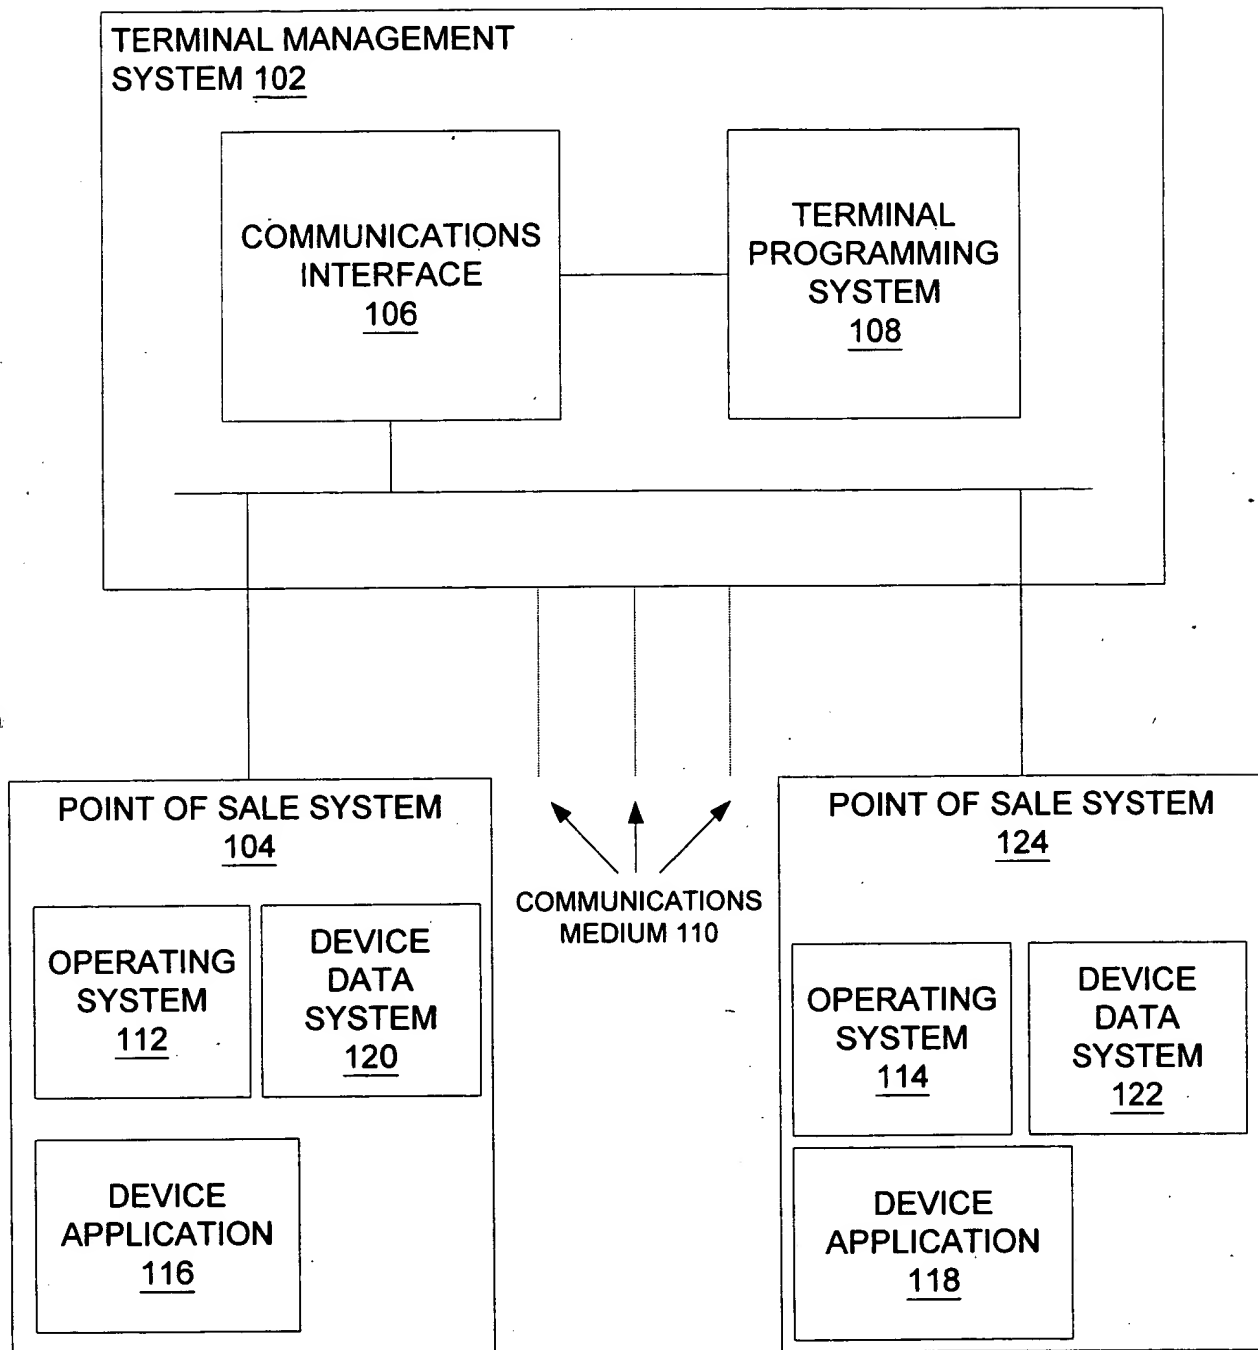 TERMINAL MANAGEMENT
SYSTEM 102
COMMUNICATIONS
INTERFACE
106
TERMINAL
PROGRAMMING
SYSTEM
108
POINT OF SALE SYSTEM
104
OPERATING
SYSTEM
112
DEVICE
DATA
SYSTEM
120
DEVICE
APPLICATION
116
COMMUNICATIONS
MEDIUM 110
POINT OF SALE SYSTEM
124
OPERATING
SYSTEM
114
DEVICE
DATA
SYSTEM
122
DEVICE
APPLICATION
118